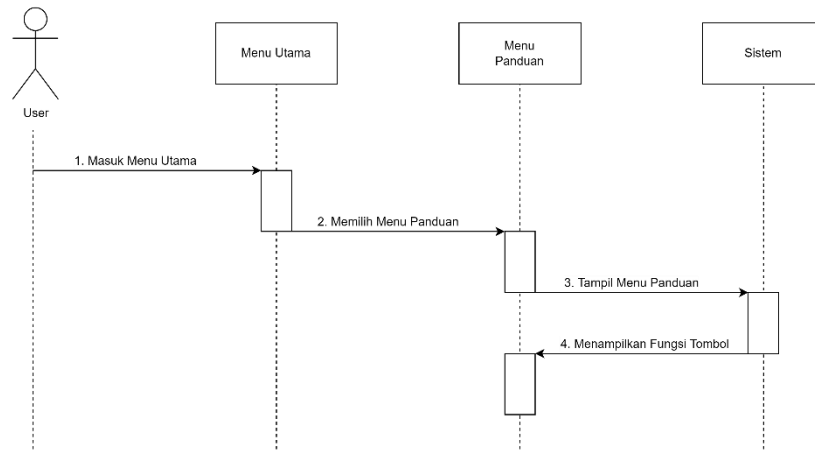 Menu Utama
Menu
Panduan
Sistem
User
1. Masuk Menu Utama
2. Memilih Menu Panduan
3. Tampil Menu Panduan
4. Menampilkan Fungsi Tombol